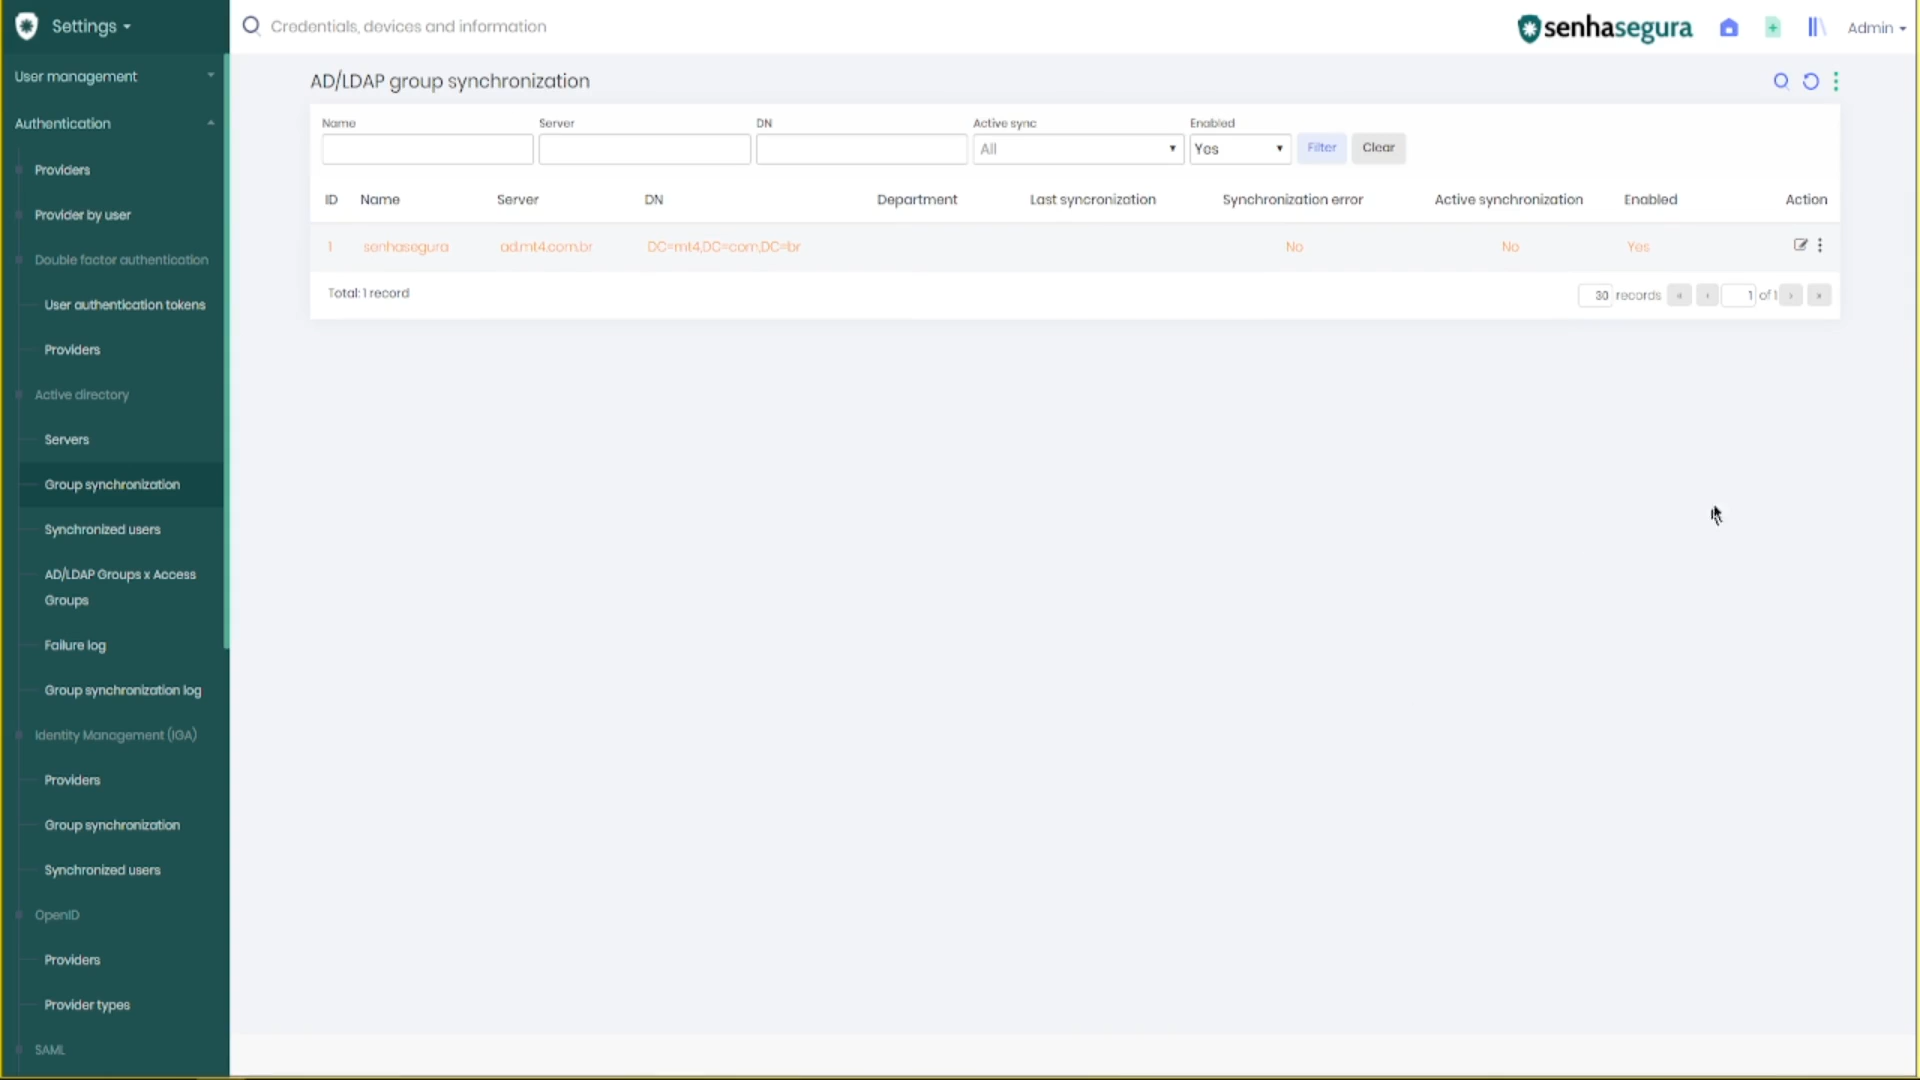 Settings
Credentials, devices and information
senhasegura
Admin
User management
Authentication
Providers
Provider by user
Double factor authentication
User authentication tokens
Providers
Active directory
Servers
Group synchronization
Synchronized users
AD/LDAP Groups x Access
Groups
Failure log
Group synchronization log
Identity Management (IGA)
Providers
Group synchronization
Synchronized users
OpenID
Providers
Provider types
SAML
AD/LDAP group synchronization
Name Server DN Active sync Enabled
All Yes Filter Clear
ID Name Server DN Department Last syncronization Synchronization error Active synchronization Enabled Action
1 senhasegura ad.mt4.com.br DC=mt4,DC=com,DC=br No No Yes
Total: 1 record
30 records « ‹ 1 of 1 › »